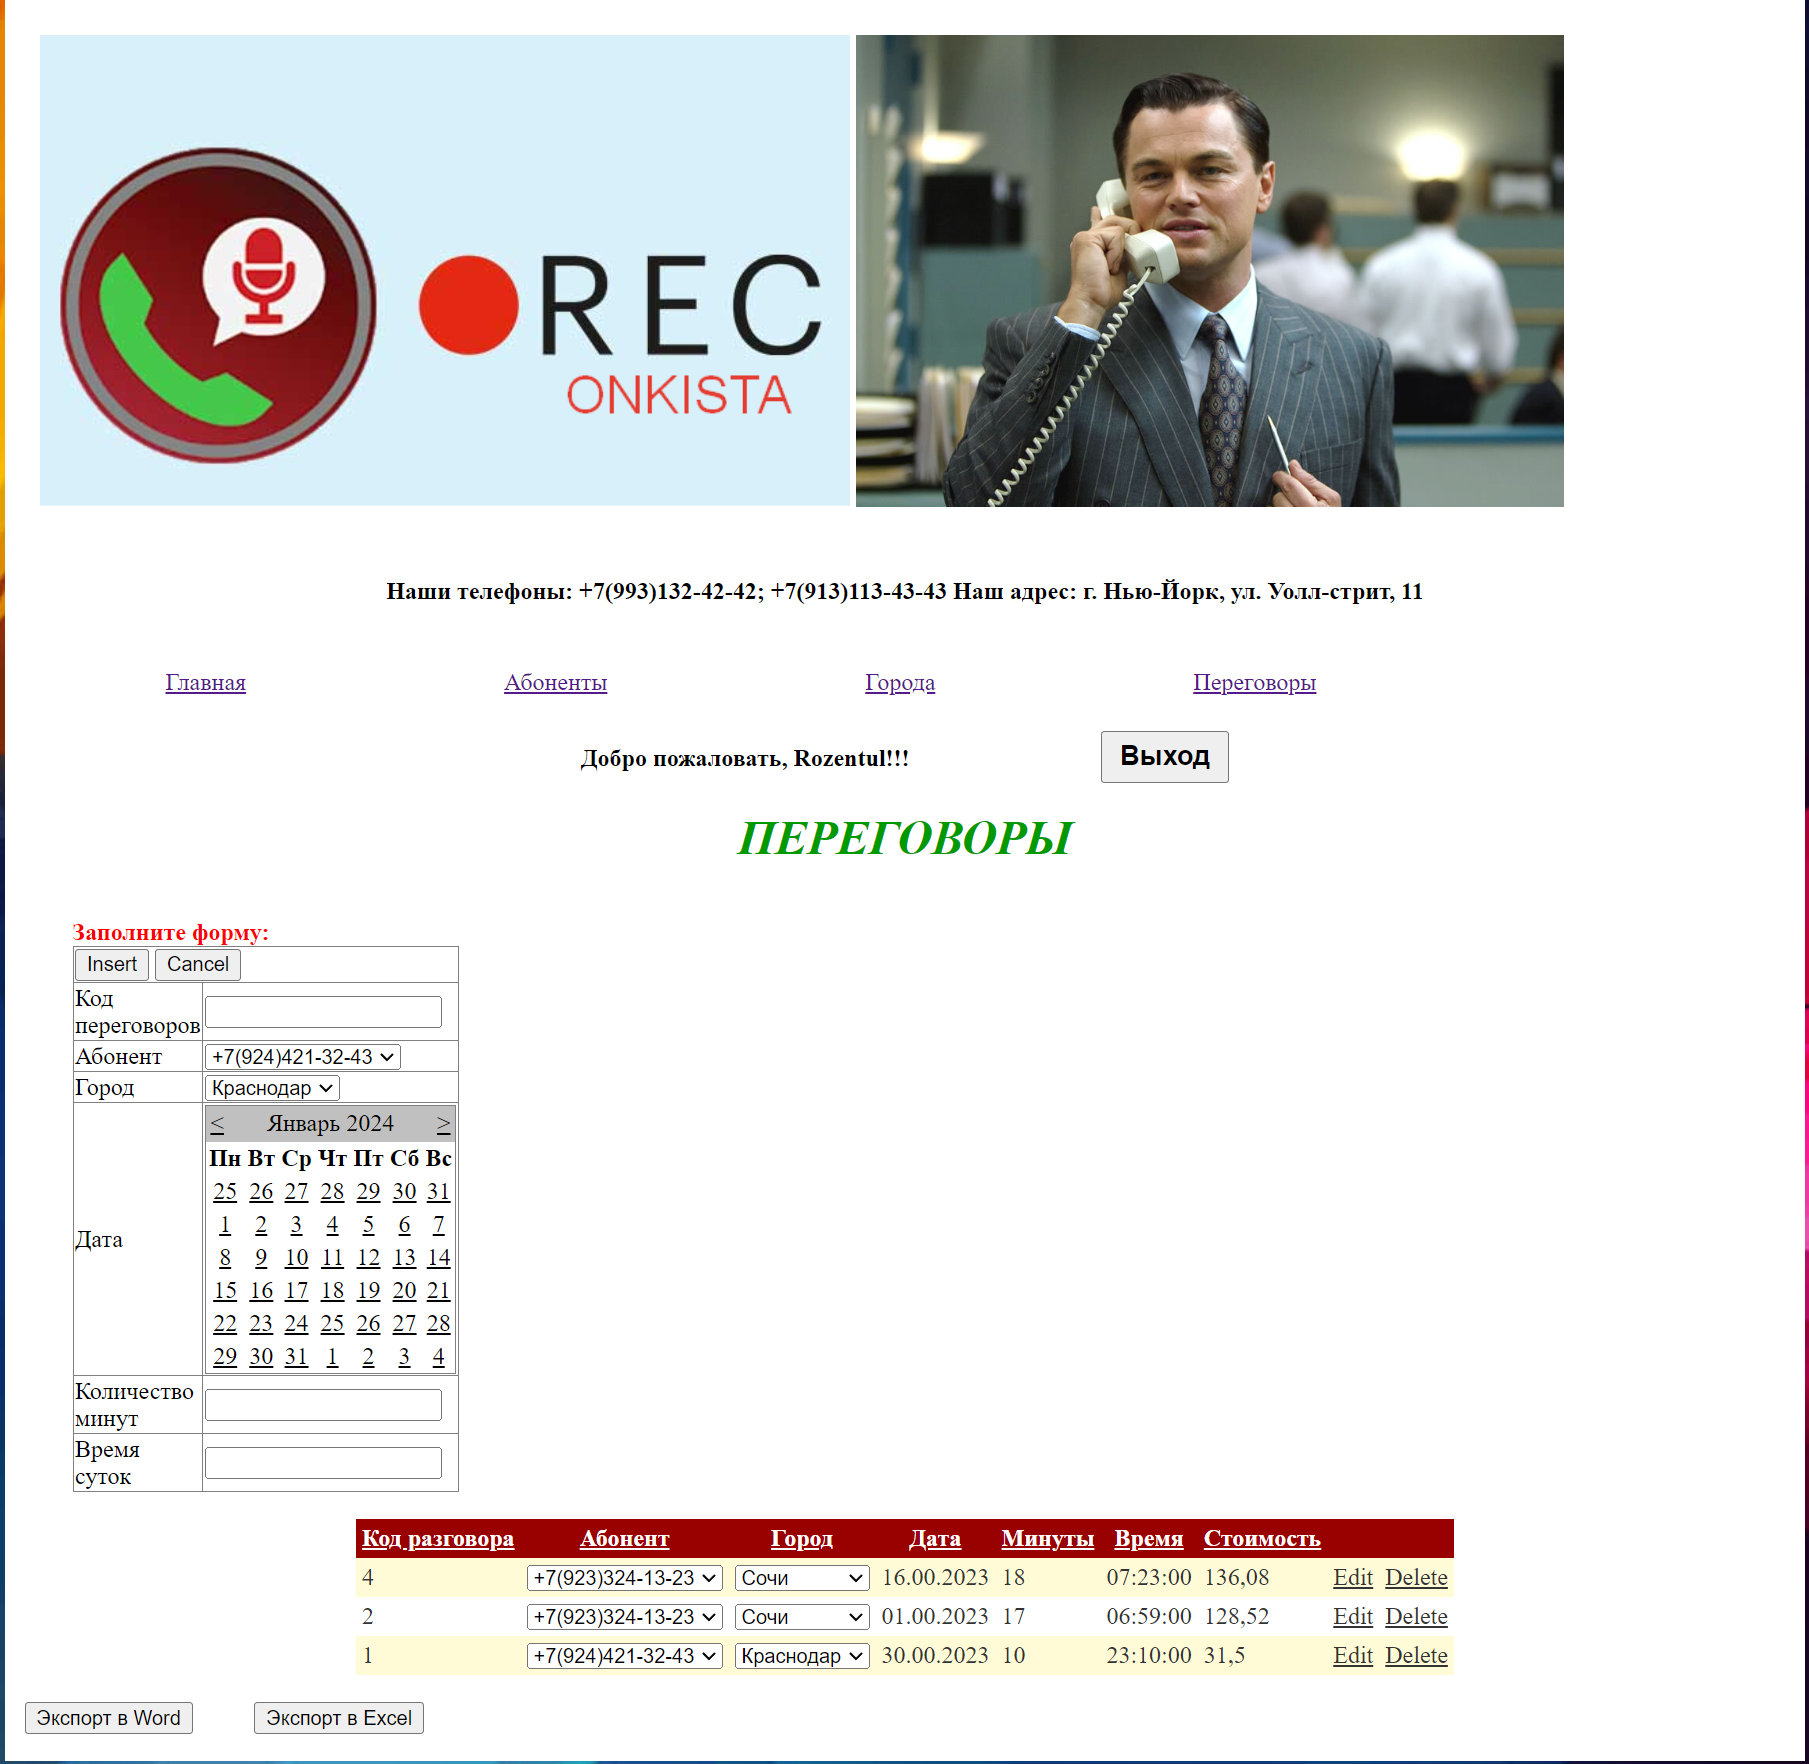 REC
ONKISTA
Наши телефоны: +7(993)132-42-42; +7(913)113-43-43 Наш адрес: г. Нью-Йорк, ул. Уолл-стрит, 11
Главная Абоненты Города Переговоры
Добро пожаловать, Rozentul!!! Выход
ПЕРЕГОВОРЫ
Заполните форму:
Insert Cancel
Код
переговоров
Абонент +7(924)421-32-43
Город Краснодар
Дата
< Январь 2024 >
Пн Вт Ср Чт Пт Сб Вс
25 26 27 28 29 30 31
1 2 3 4 5 6 7
8 9 10 11 12 13 14
15 16 17 18 19 20 21
22 23 24 25 26 27 28
29 30 31 1 2 3 4
Количество
минут
Время
суток
Код разговора Абонент Город Дата Минуты Время Стоимость
4 +7(923)324-13-23 Сочи 16.00.2023 18 07:23:00 136,08 Edit Delete
2 +7(923)324-13-23 Сочи 01.00.2023 17 06:59:00 128,52 Edit Delete
1 +7(924)421-32-43 Краснодар 30.00.2023 10 23:10:00 31,5 Edit Delete
Экспорт в Word Экспорт в Excel